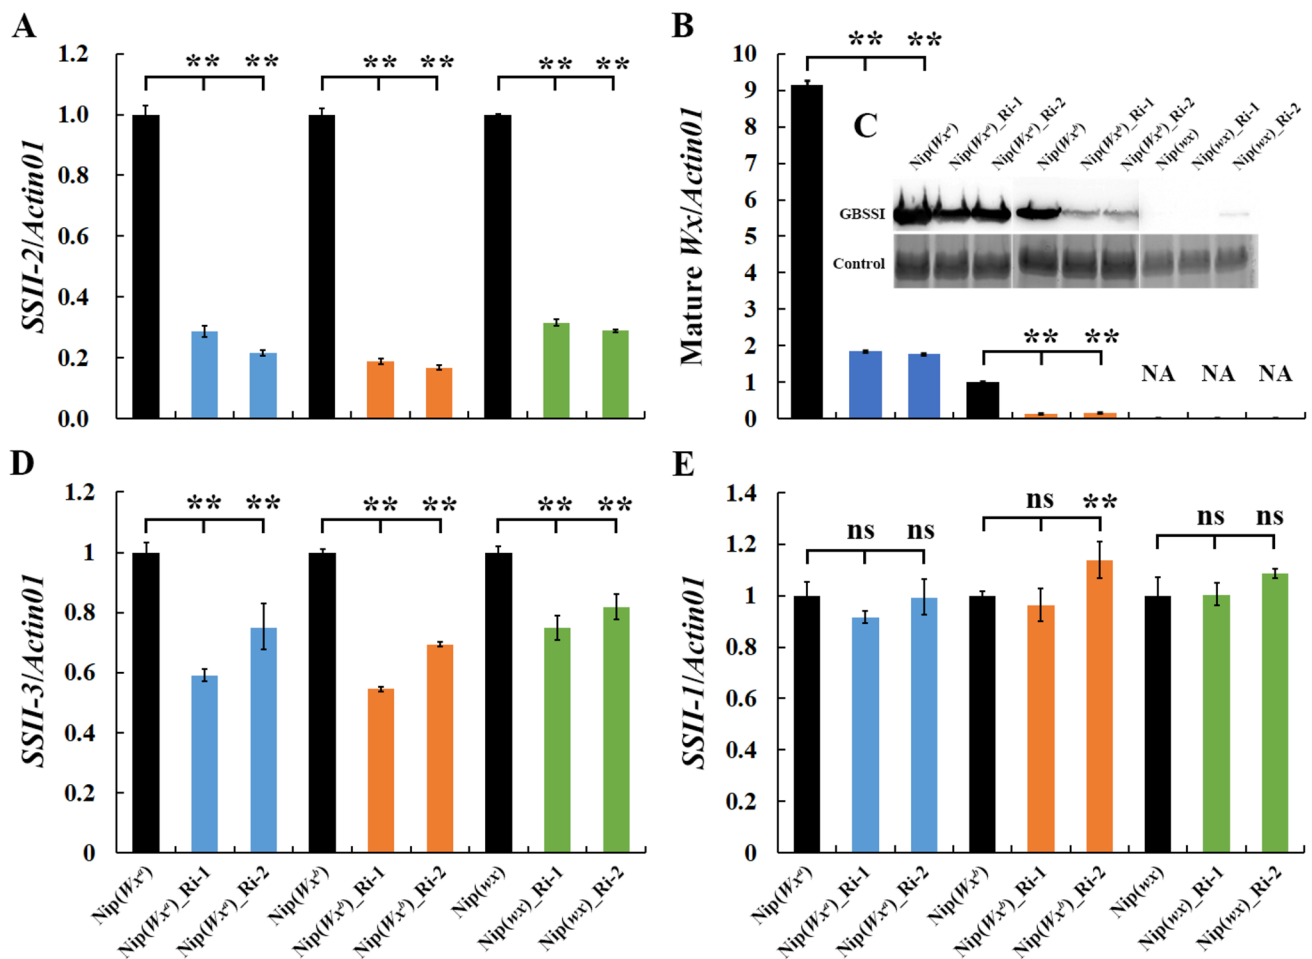 A
SSII-2/Actin01
1.2
1.0
0.8
0.6
0.4
0.2
0.0
** **
** **
** **
B
Mature Wx/Actin01
10
9
8
7
6
5
4
3
2
1
0
** **
** **
NA NA NA
C
Nip(Wxᵃ)
Nip(Wxᵃ)_Ri-1
Nip(Wxᵃ)_Ri-2
Nip(Wxᵇ)
Nip(Wxᵇ)_Ri-1
Nip(Wxᵇ)_Ri-2
Nip(wx)
Nip(wx)_Ri-1
Nip(wx)_Ri-2
GBSSI
Control
D
SSII-3/Actin01
1.2
1
0.8
0.6
0.4
0.2
0
** **
** **
** **
Nip(Wxᵃ)
Nip(Wxᵃ)_Ri-1
Nip(Wxᵃ)_Ri-2
Nip(Wxᵇ)
Nip(Wxᵇ)_Ri-1
Nip(Wxᵇ)_Ri-2
Nip(wx)
Nip(wx)_Ri-1
Nip(wx)_Ri-2
E
SSII-1/Actin01
1.4
1.2
1
0.8
0.6
0.4
0.2
0
ns ns
ns **
ns ns
Nip(Wxᵃ)
Nip(Wxᵃ)_Ri-1
Nip(Wxᵃ)_Ri-2
Nip(Wxᵇ)
Nip(Wxᵇ)_Ri-1
Nip(Wxᵇ)_Ri-2
Nip(wx)
Nip(wx)_Ri-1
Nip(wx)_Ri-2